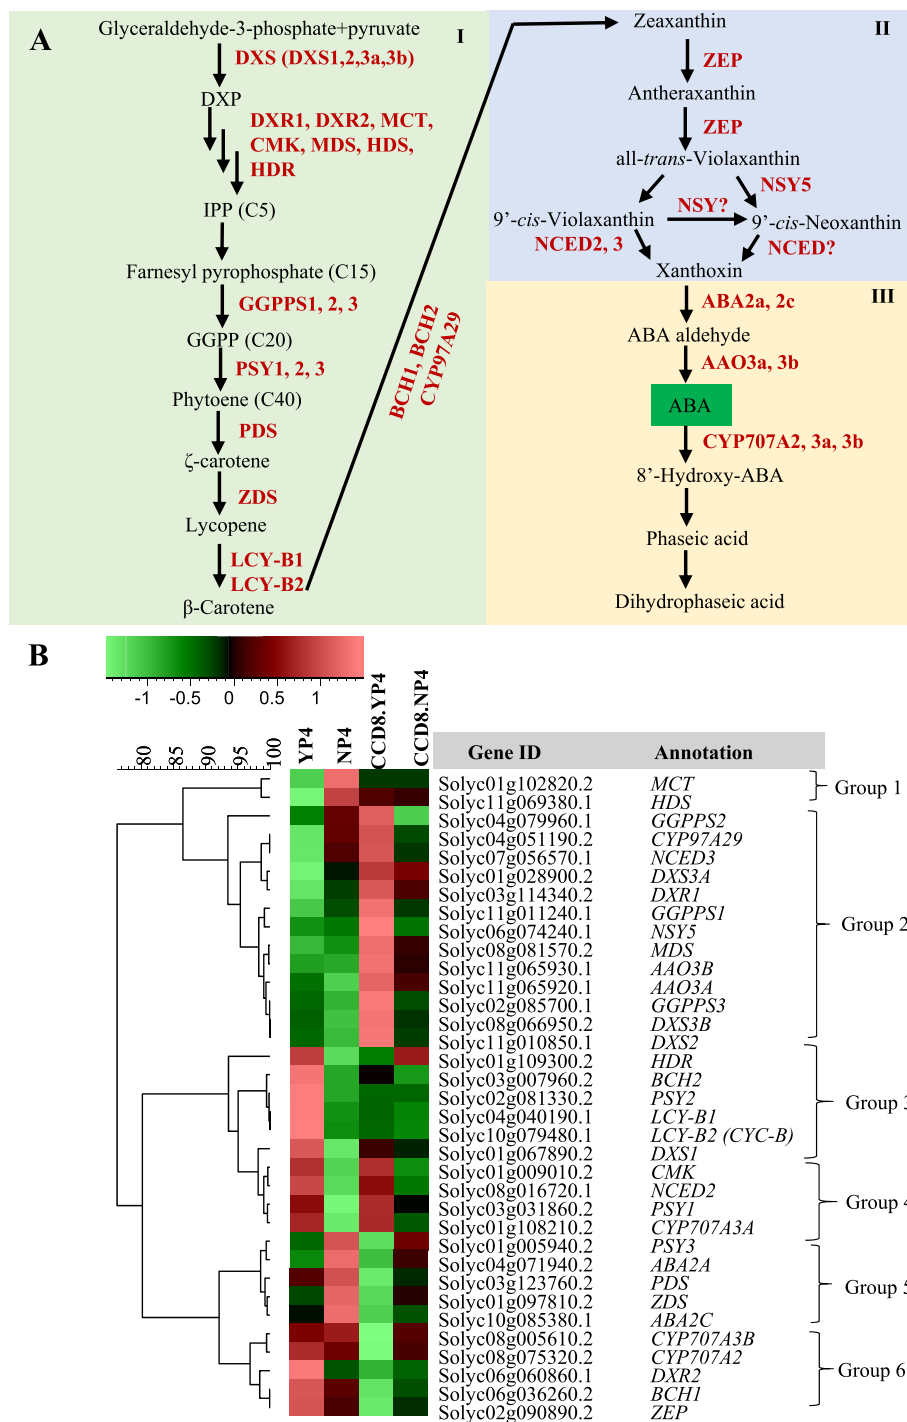 A
Glyceraldehyde-3-phosphate+pyruvate
I
DXS (DXS1,2,3a,3b)
DXP
DXR1, DXR2, MCT,
CMK, MDS, HDS,
HDR
IPP (C5)
Farnesyl pyrophosphate (C15)
GGPPS1, 2, 3
GGPP (C20)
PSY1, 2, 3
Phytoene (C40)
PDS
ζ-carotene
ZDS
Lycopene
LCY-B1
LCY-B2
β-Carotene
BCH1, BCH2
CYP97A29
Zeaxanthin
II
ZEP
Antheraxanthin
ZEP
all-trans-Violaxanthin
NSY5
9’-cis-Violaxanthin
NSY?
9’-cis-Neoxanthin
NCED2, 3
NCED?
Xanthoxin
III
ABA2a, 2c
ABA aldehyde
AAO3a, 3b
ABA
CYP707A2, 3a, 3b
8’-Hydroxy-ABA
Phaseic acid
Dihydrophaseic acid
B
-1 -0.5 0 0.5 1
80 85 90 95 100
YP4 NP4 CCD8.YP4 CCD8.NP4
Gene ID Annotation
Solyc01g102820.2 MCT
Group 1
Solyc11g069380.1 HDS
Solyc04g079960.1 GGPPS2
Solyc04g051190.2 CYP97A29
Solyc07g056570.1 NCED3
Solyc01g028900.2 DXS3A
Solyc03g114340.2 DXR1
Solyc11g011240.1 GGPPS1
Group 2
Solyc06g074240.1 NSY5
Solyc08g081570.2 MDS
Solyc11g065930.1 AAO3B
Solyc11g065920.1 AAO3A
Solyc02g085700.1 GGPPS3
Solyc08g066950.2 DXS3B
Solyc11g010850.1 DXS2
Solyc01g109300.2 HDR
Solyc03g007960.2 BCH2
Solyc02g081330.2 PSY2
Group 3
Solyc04g040190.1 LCY-B1
Solyc10g079480.1 LCY-B2 (CYC-B)
Solyc01g067890.2 DXS1
Solyc01g009010.2 CMK
Solyc08g016720.1 NCED2
Group 4
Solyc03g031860.2 PSY1
Solyc01g108210.2 CYP707A3A
Solyc01g005940.2 PSY3
Solyc04g071940.2 ABA2A
Solyc03g123760.2 PDS
Group 5
Solyc01g097810.2 ZDS
Solyc10g085380.1 ABA2C
Solyc08g005610.2 CYP707A3B
Solyc08g075320.2 CYP707A2
Group 6
Solyc06g060860.1 DXR2
Solyc06g036260.2 BCH1
Solyc02g090890.2 ZEP